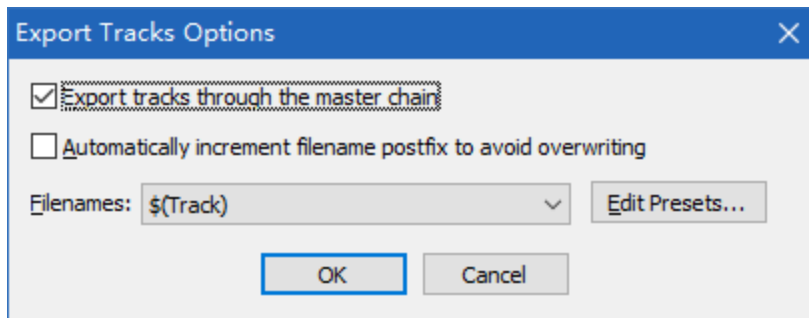 Export Tracks Options
Export tracks through the master chain
Automatically increment filename postfix to avoid overwriting
Filenames: $(Track) Edit Presets...
OK Cancel